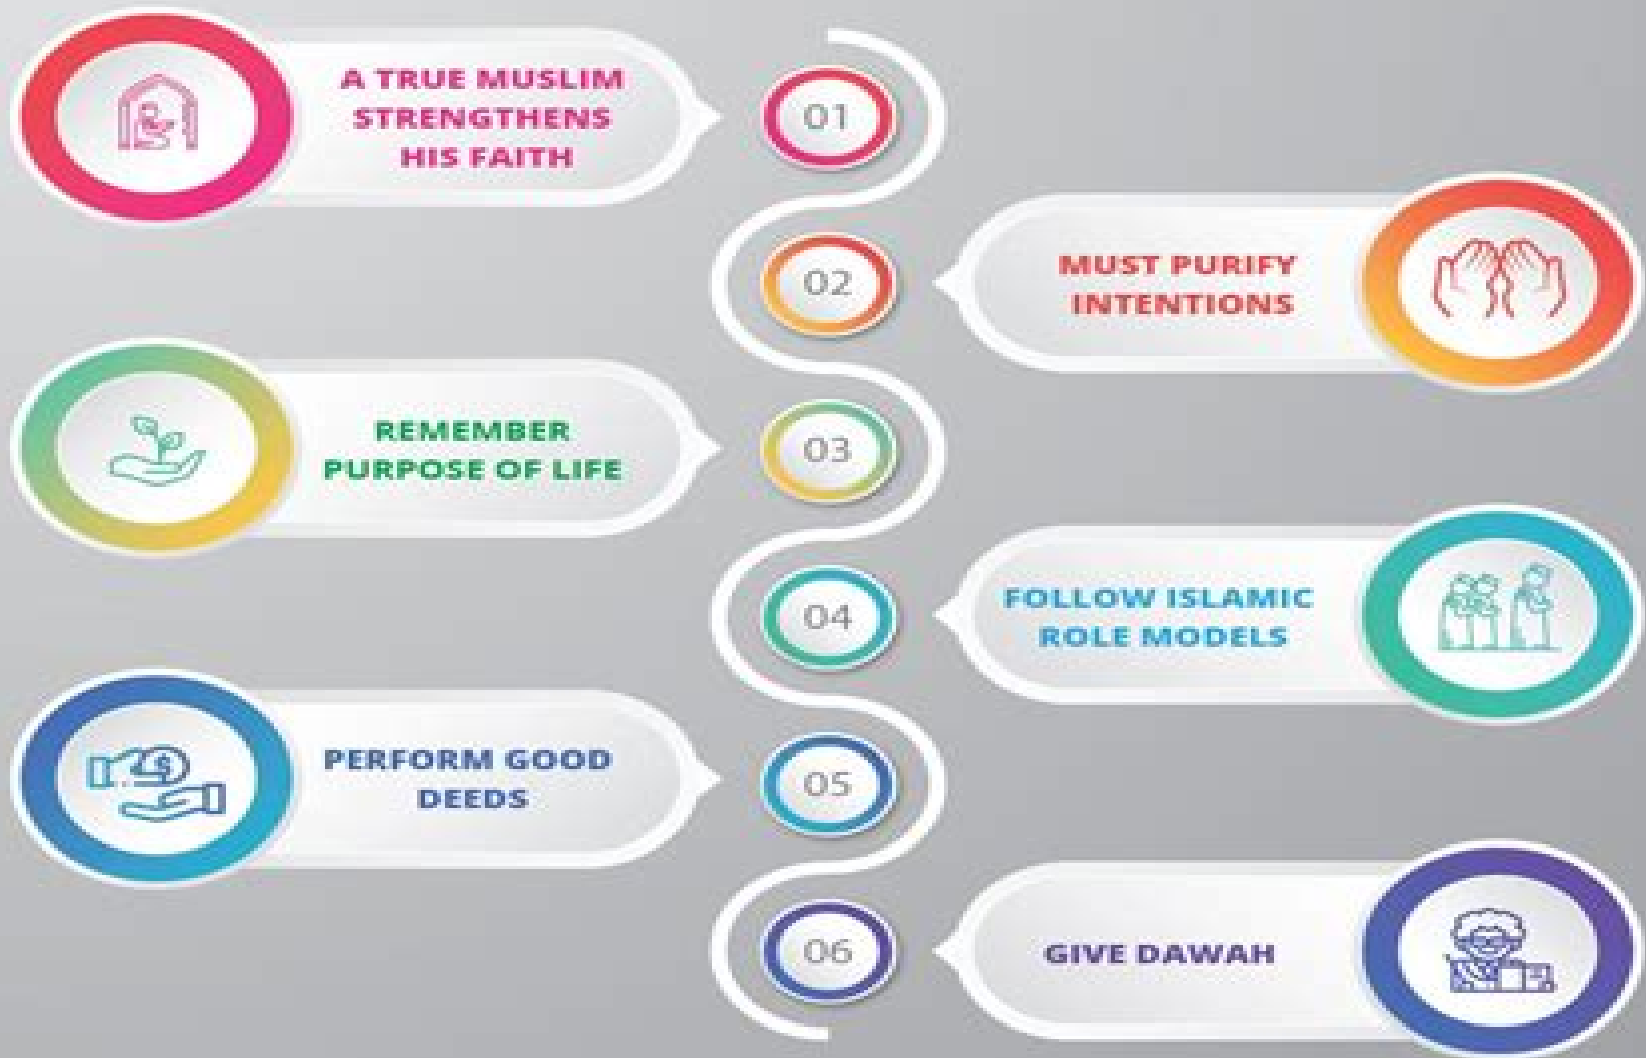 A TRUE MUSLIM
STRENGTHENS
HIS FAITH
01
02
MUST PURIFY
INTENTIONS
REMEMBER
PURPOSE OF LIFE
03
04
FOLLOW ISLAMIC
ROLE MODELS
PERFORM GOOD
DEEDS
05
06
GIVE DAWAH
$